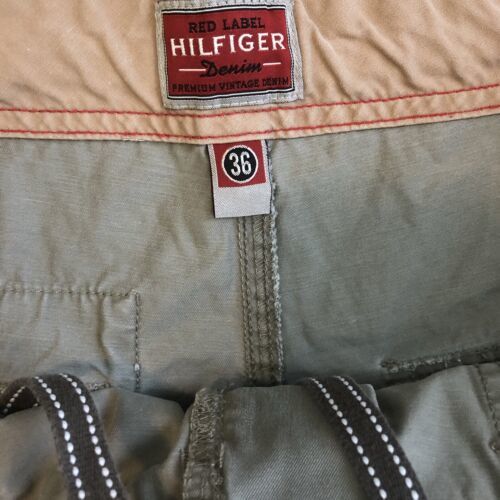 RED LABEL
HILFIGER
Denim
PREMIUM VINTAGE DENIM
36